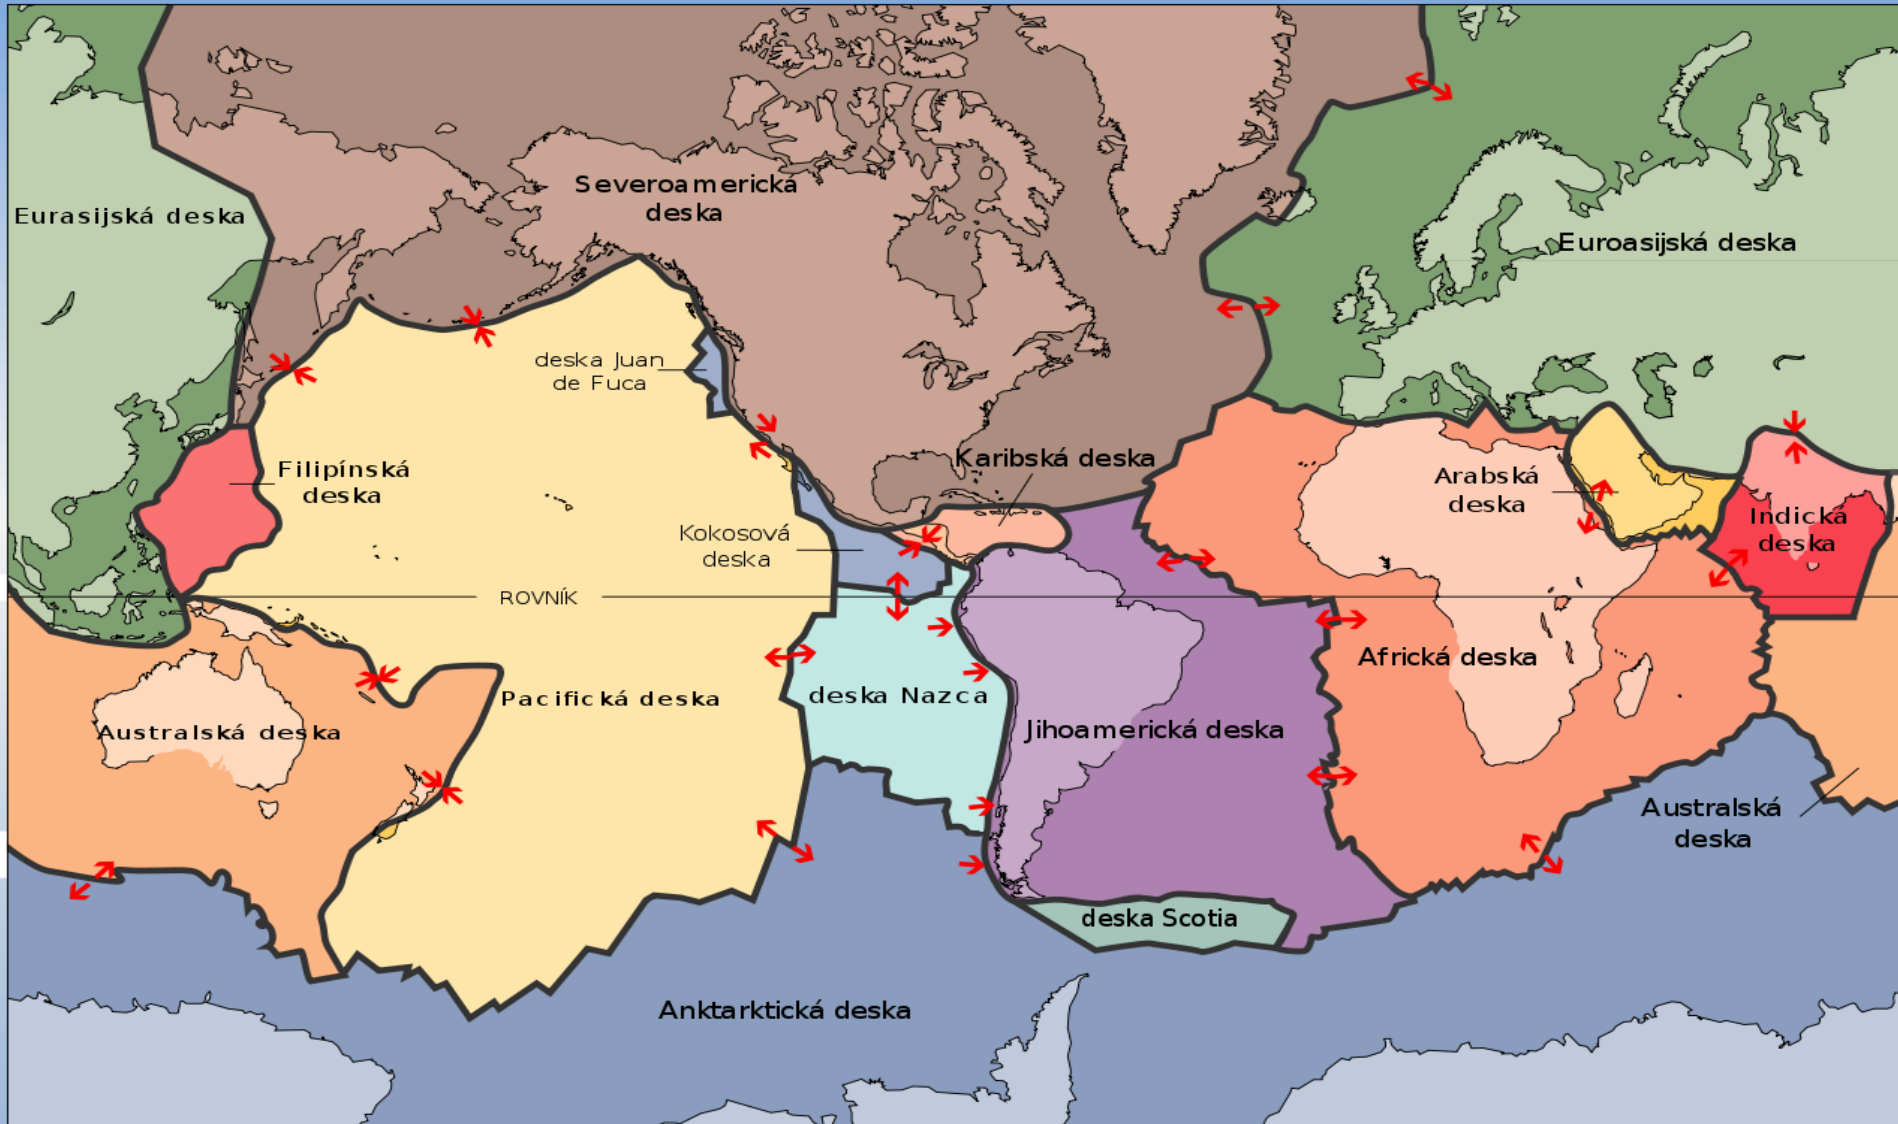 Severoamerická
deska
Eurasijská deska
Euroasijská deska
deska Juan
de Fuca
Filipínská
deska
Karibská deska
Arabská
deska
Indická
deska
Kokosová
deska
ROVNÍK
Africká deska
Pacifická deska
deska Nazca
Jihoamerická deska
Australská deska
Australská
deska
deska Scotia
Anktarktická deska